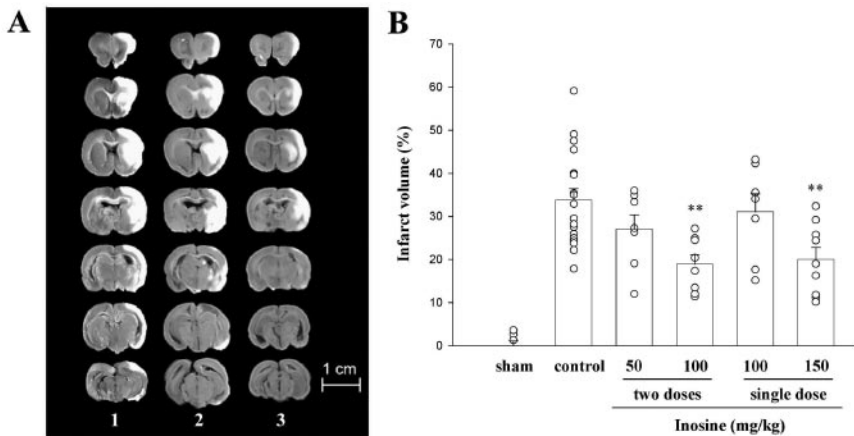 A
1 cm
1 2 3
B
Infarct volume (%)
70
60
50
40
30
20
10
0
** **
sham control 50 100 100 150
two doses single dose
Inosine (mg/kg)